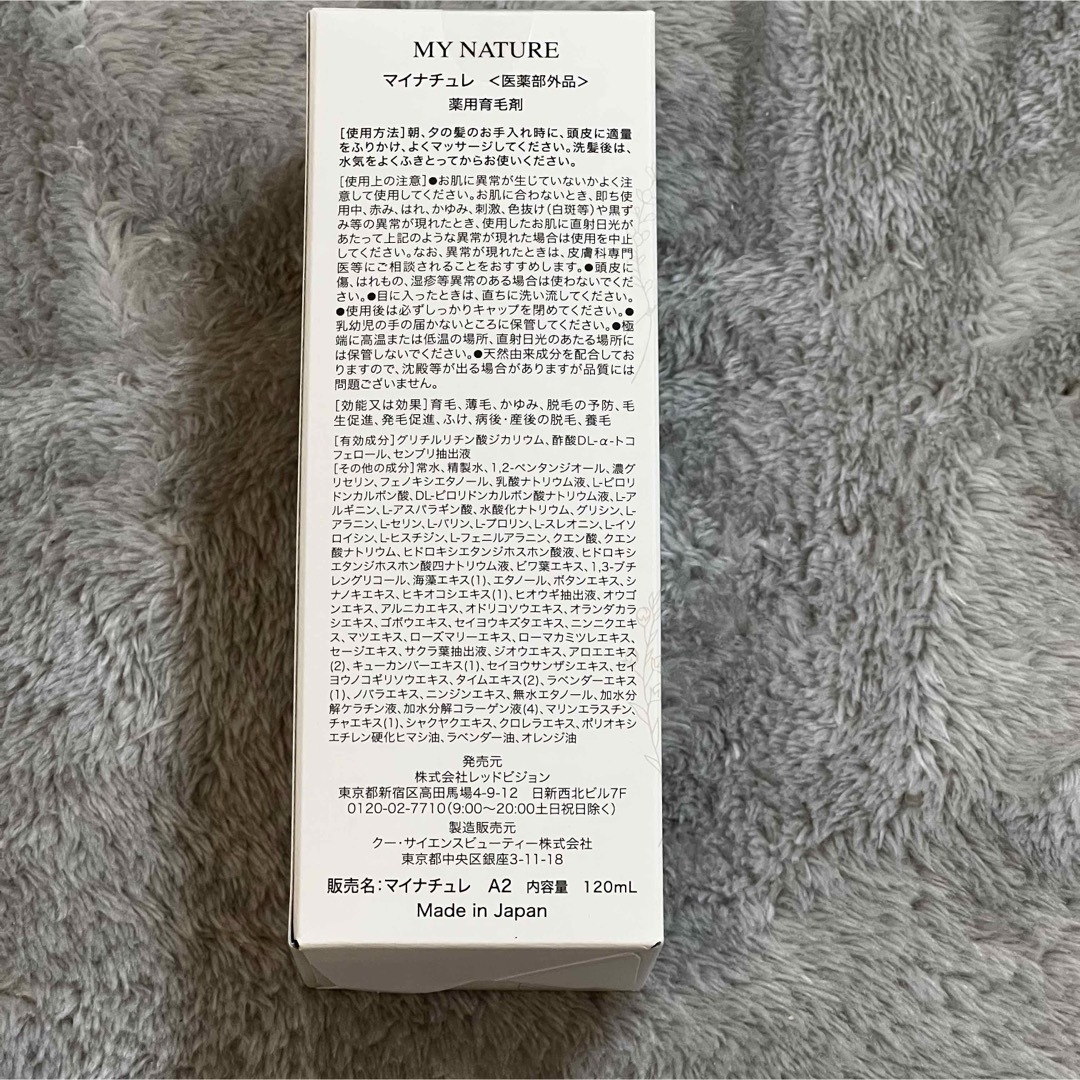 MY NATURE
マイナチュレ <医薬部外品>
薬用育毛剤
[使用方法]朝、夕の髪のお手入れ時に、頭皮に適量
をふりかけ、よくマッサージしてください。洗髪後は、
水気をよくふきとってからお使いください。
[使用上の注意]●お肌に異常が生じていないかよく注
意して使用してください。お肌に合わないとき、即ち使
用中、赤み、はれ、かゆみ、刺激、色抜け(白斑等)や黒ず
み等の異常が現れたとき、使用したお肌に直射日光が
あたって上記のような異常が現れた場合は使用を中止
してください。なお、異常が現れたときは、皮膚科専門
医等にご相談されることをおすすめします。●頭皮に
傷、はれもの、湿疹等異常のある場合は使わないでくだ
さい。●目に入ったときは、直ちに洗い流してください。
●使用後は必ずしっかりキャップを閉めてください。●
乳幼児の手の届かないところに保管してください。●極
端に高温または低温の場所、直射日光のあたる場所に
は保管しないでください。●天然由来成分を配合してお
りますので、沈殿等が出る場合がありますが品質には
問題ございません。
[効能又は効果]育毛、薄毛、かゆみ、脱毛の予防、毛
生促進、発毛促進、ふけ、病後・産後の脱毛、養毛
[有効成分]グリチルリチン酸ジカリウム、酢酸DL-α-トコ
フェロール、センブリ抽出液
[その他の成分]常水、精製水、1,2-ペンタンジオール、濃グ
リセリン、フェノキシエタノール、乳酸ナトリウム液、L-ピロリ
ドンカルボン酸、DL-ピロリドンカルボン酸ナトリウム液、L-ア
ルギニン、L-アスパラギン酸、水酸化ナトリウム、グリシン、L-
アラニン、L-セリン、L-バリン、L-プロリン、L-スレオニン、L-イソ
ロイシン、L-ヒスチジン、L-フェニルアラニン、クエン酸、クエン
酸ナトリウム、ヒドロキシエタンジホスホン酸液、ヒドロキシ
エタンジホスホン酸四ナトリウム液、ビワ葉エキス、1,3-ブチ
レングリコール、海藻エキス(1)、エタノール、ボタンエキス、シ
ナノキエキス、ヒキオコシエキス(1)、ヒオウギ抽出液、オウゴ
ンエキス、アルニカエキス、オドリコソウエキス、オランダカラ
シエキス、ゴボウエキス、セイヨウキズタエキス、ニンニクエキ
ス、マツエキス、ローズマリーエキス、ローマカミツレエキス、
セージエキス、サクラ葉抽出液、ジオウエキス、アロエエキス
(2)、キューカンバーエキス(1)、セイヨウサンザシエキス、セイ
ヨウノコギリソウエキス、タイムエキス(2)、ラベンダーエキス
(1)、ノバラエキス、ニンジンエキス、無水エタノール、加水分
解ケラチン液、加水分解コラーゲン液(4)、マリンエラスチン、
チャエキス(1)、シャクヤクエキス、クロレラエキス、ポリオキシ
エチレン硬化ヒマシ油、ラベンダー油、オレンジ油
発売元
株式会社レッドビジョン
東京都新宿区高田馬場4-9-12 日新西北ビル7F
0120-02-7710(9:00〜20:00土日祝日除く)
製造販売元
クー・サイエンスビューティー株式会社
東京都中央区銀座3-11-18
販売名:マイナチュレ A2 内容量 120mL
Made in Japan